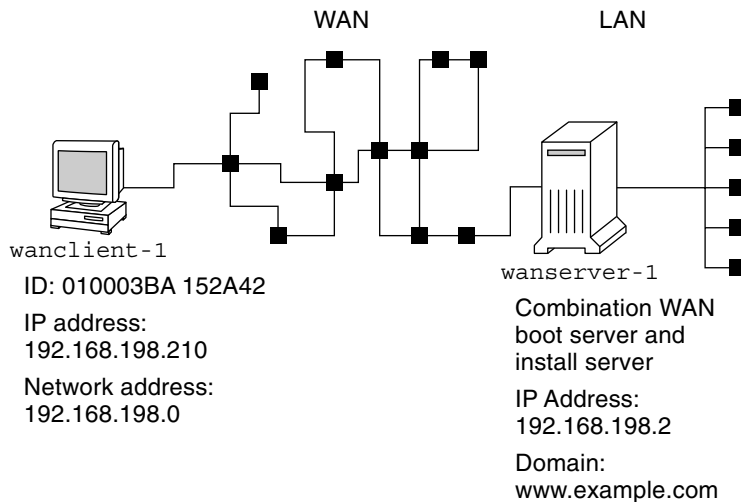 WAN
LAN
wanclient-1
ID: 010003BA 152A42
IP address:
192.168.198.210
Network address:
192.168.198.0
wanserver-1
Combination WAN
boot server and
install server
IP Address:
192.168.198.2
Domain:
www.example.com